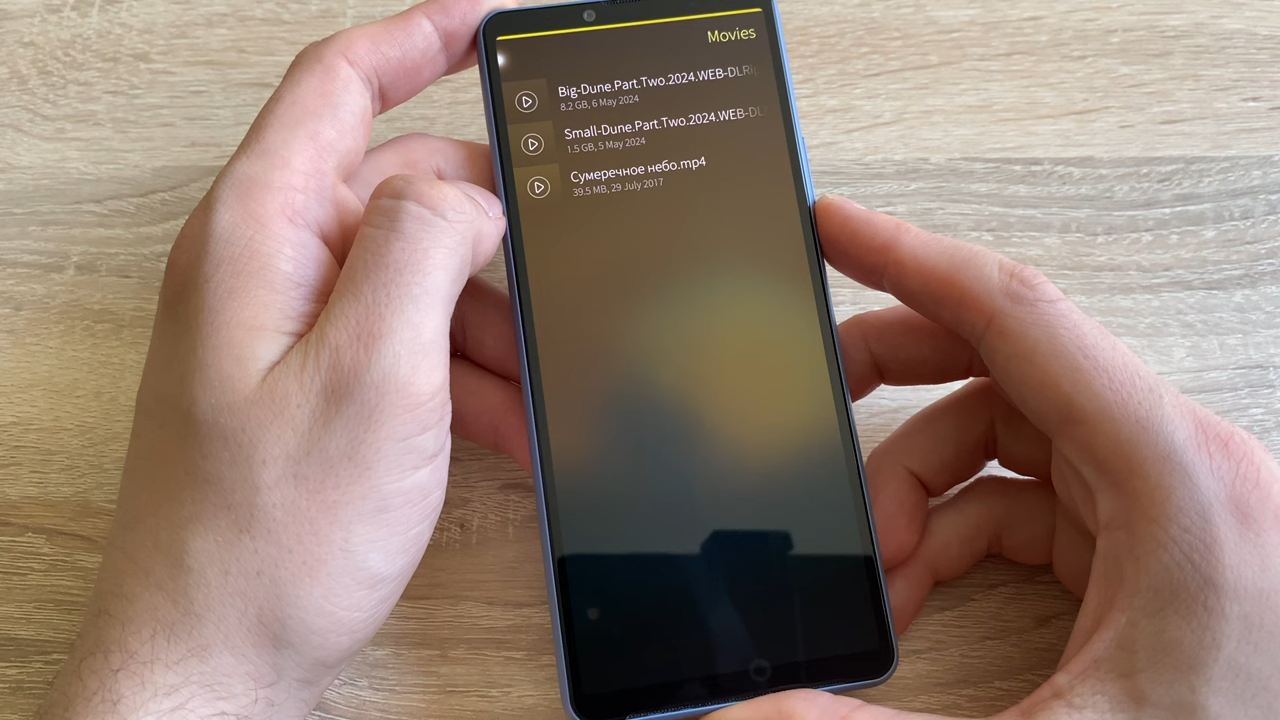 Movies
Big-Dune.Part.Two.2024.WEB-DLRip
8.2 GB, 6 May 2024
Small-Dune.Part.Two.2024.WEB-DL
1.5 GB, 5 May 2024
Сумеречное небо.mp4
39.5 MB, 29 July 2017